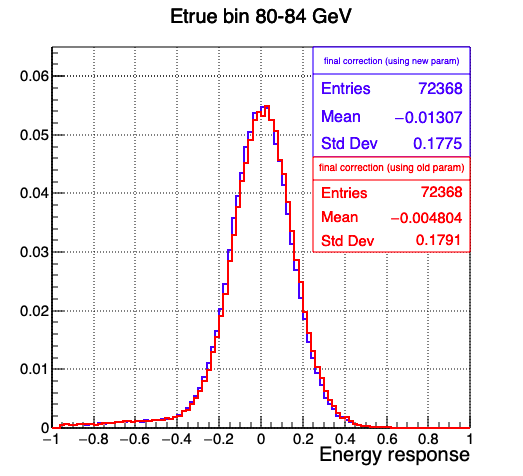 Etrue bin 80-84 GeV
final correction (using new param)
Entries 72368
Mean −0.01307
Std Dev 0.1775
final correction (using old param)
Entries 72368
Mean −0.004804
Std Dev 0.1791
0.06
0.05
0.04
0.03
0.02
0.01
0
−1 −0.8 −0.6 −0.4 −0.2 0 0.2 0.4 0.6 0.8 1
Energy response